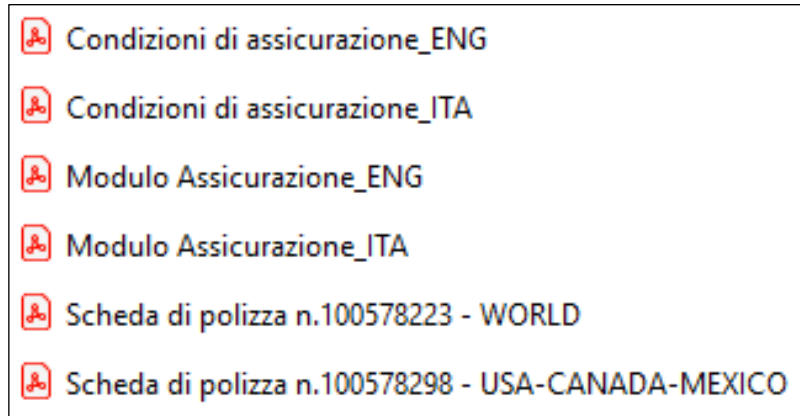 Condizioni di assicurazione_ENG
Condizioni di assicurazione_ITA
Modulo Assicurazione_ENG
Modulo Assicurazione_ITA
Scheda di polizza n.100578223 - WORLD
Scheda di polizza n.100578298 - USA-CANADA-MEXICO